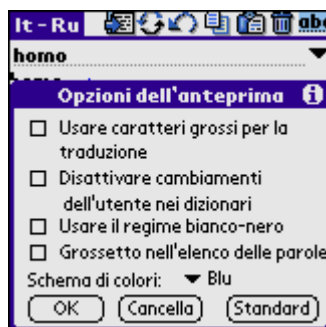 It - Ru abc
homo
Opzioni dell'anteprima
Usare caratteri grossi per la
traduzione
Disattivare cambiamenti
dell'utente nei dizionari
Usare il regime bianco-nero
Grossetto nell'elenco delle parole
Schema di colori: Blu
OK Cancella Standard